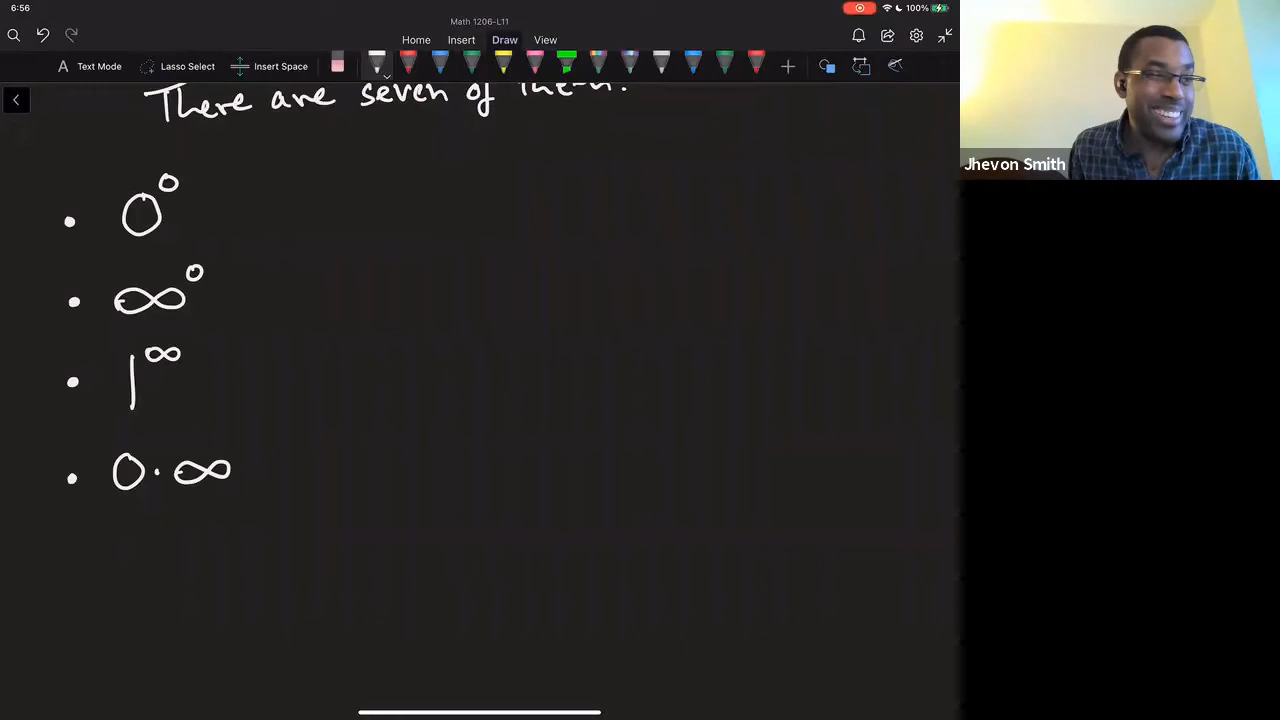 6:56
100%
Math 1206-L11
Home Insert Draw View
Text Mode Lasso Select Insert Space
There are seven of them.
• 0⁰
• ∞⁰
• 1^∞
• 0 · ∞
Jhevon Smith